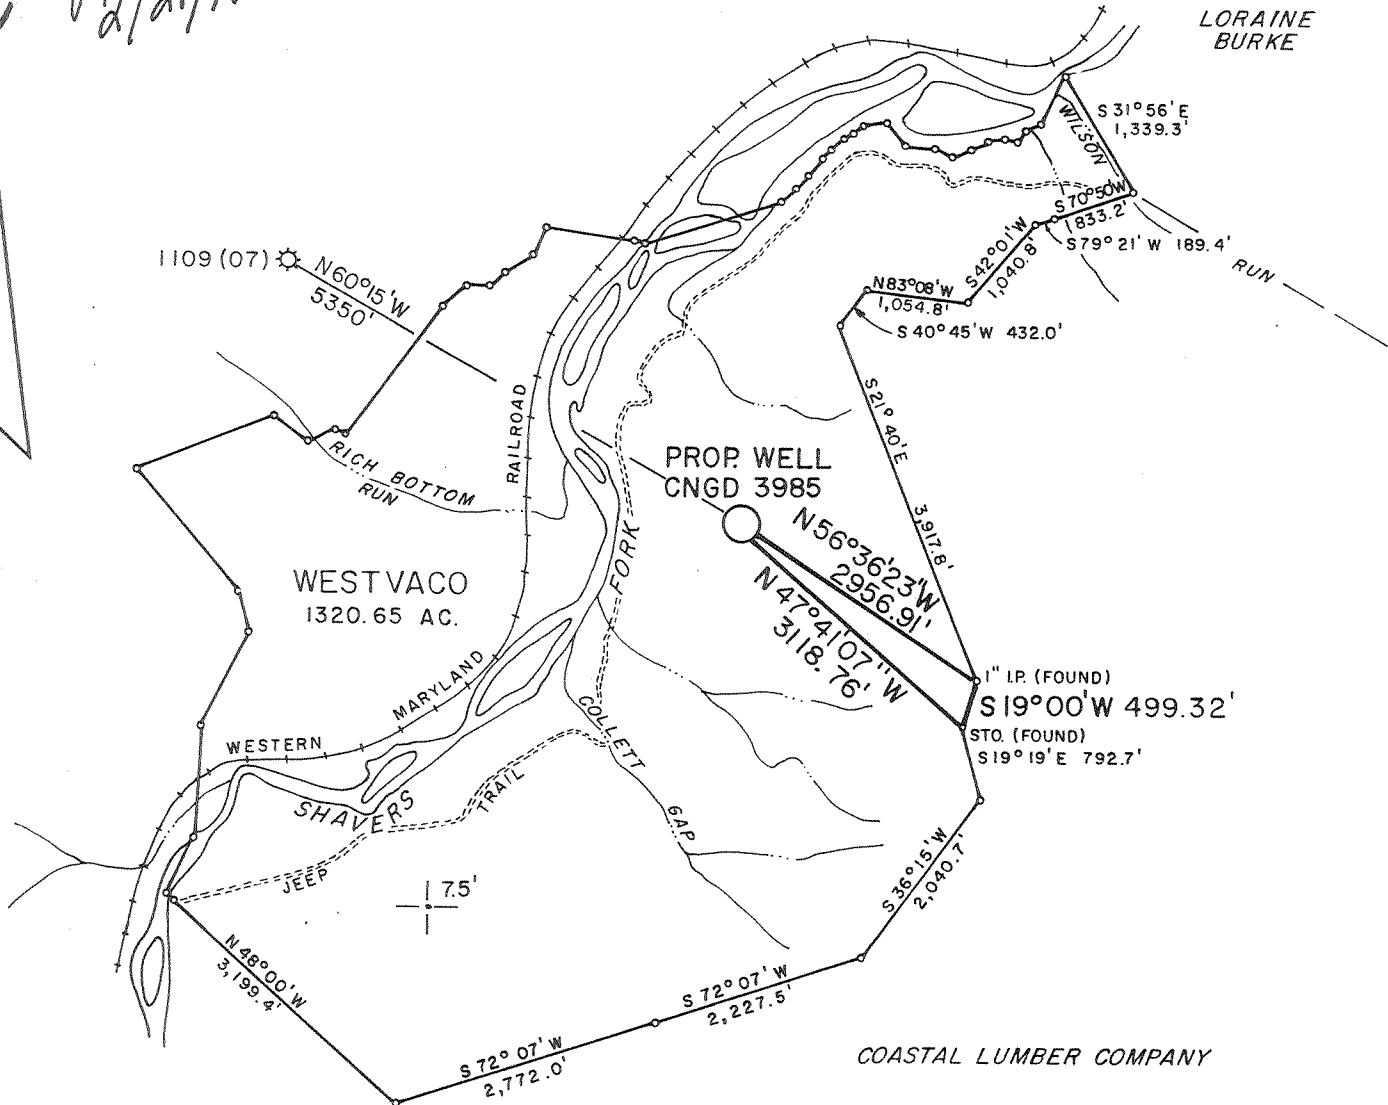 LORAINE
BURKE
S 31°56' E
1,339.3'
WILSON
S 70°50'W
1833.2'
S79°21' W 189.4'
RUN
S42°01'W
1,040.8'
N83°08'W
1,054.8'
S 40°45'W 432.0'
1109 (07)
N60°15'W
5350'
S21°40'E
3,917.8'
RAILROAD
RICH BOTTOM
RUN
PROP. WELL
CNGD 3985
N56°36'23"W
2956.91'
N47°41'07"W
3118.76'
FORK
WESTVACO
1320.65 AC.
1" I.P. (FOUND)
S19°00'W 499.32'
STO. (FOUND)
S19°19'E 792.7'
MARYLAND
WESTERN
COLLETT
GAP
SHAVERS
TRAIL
JEEP
7.5'
S 36°15'W
2,040.7'
N 48°00'W
3,199.4'
S 72°07' W
2,227.5'
S 72°07' W
2,772.0'
COASTAL LUMBER COMPANY